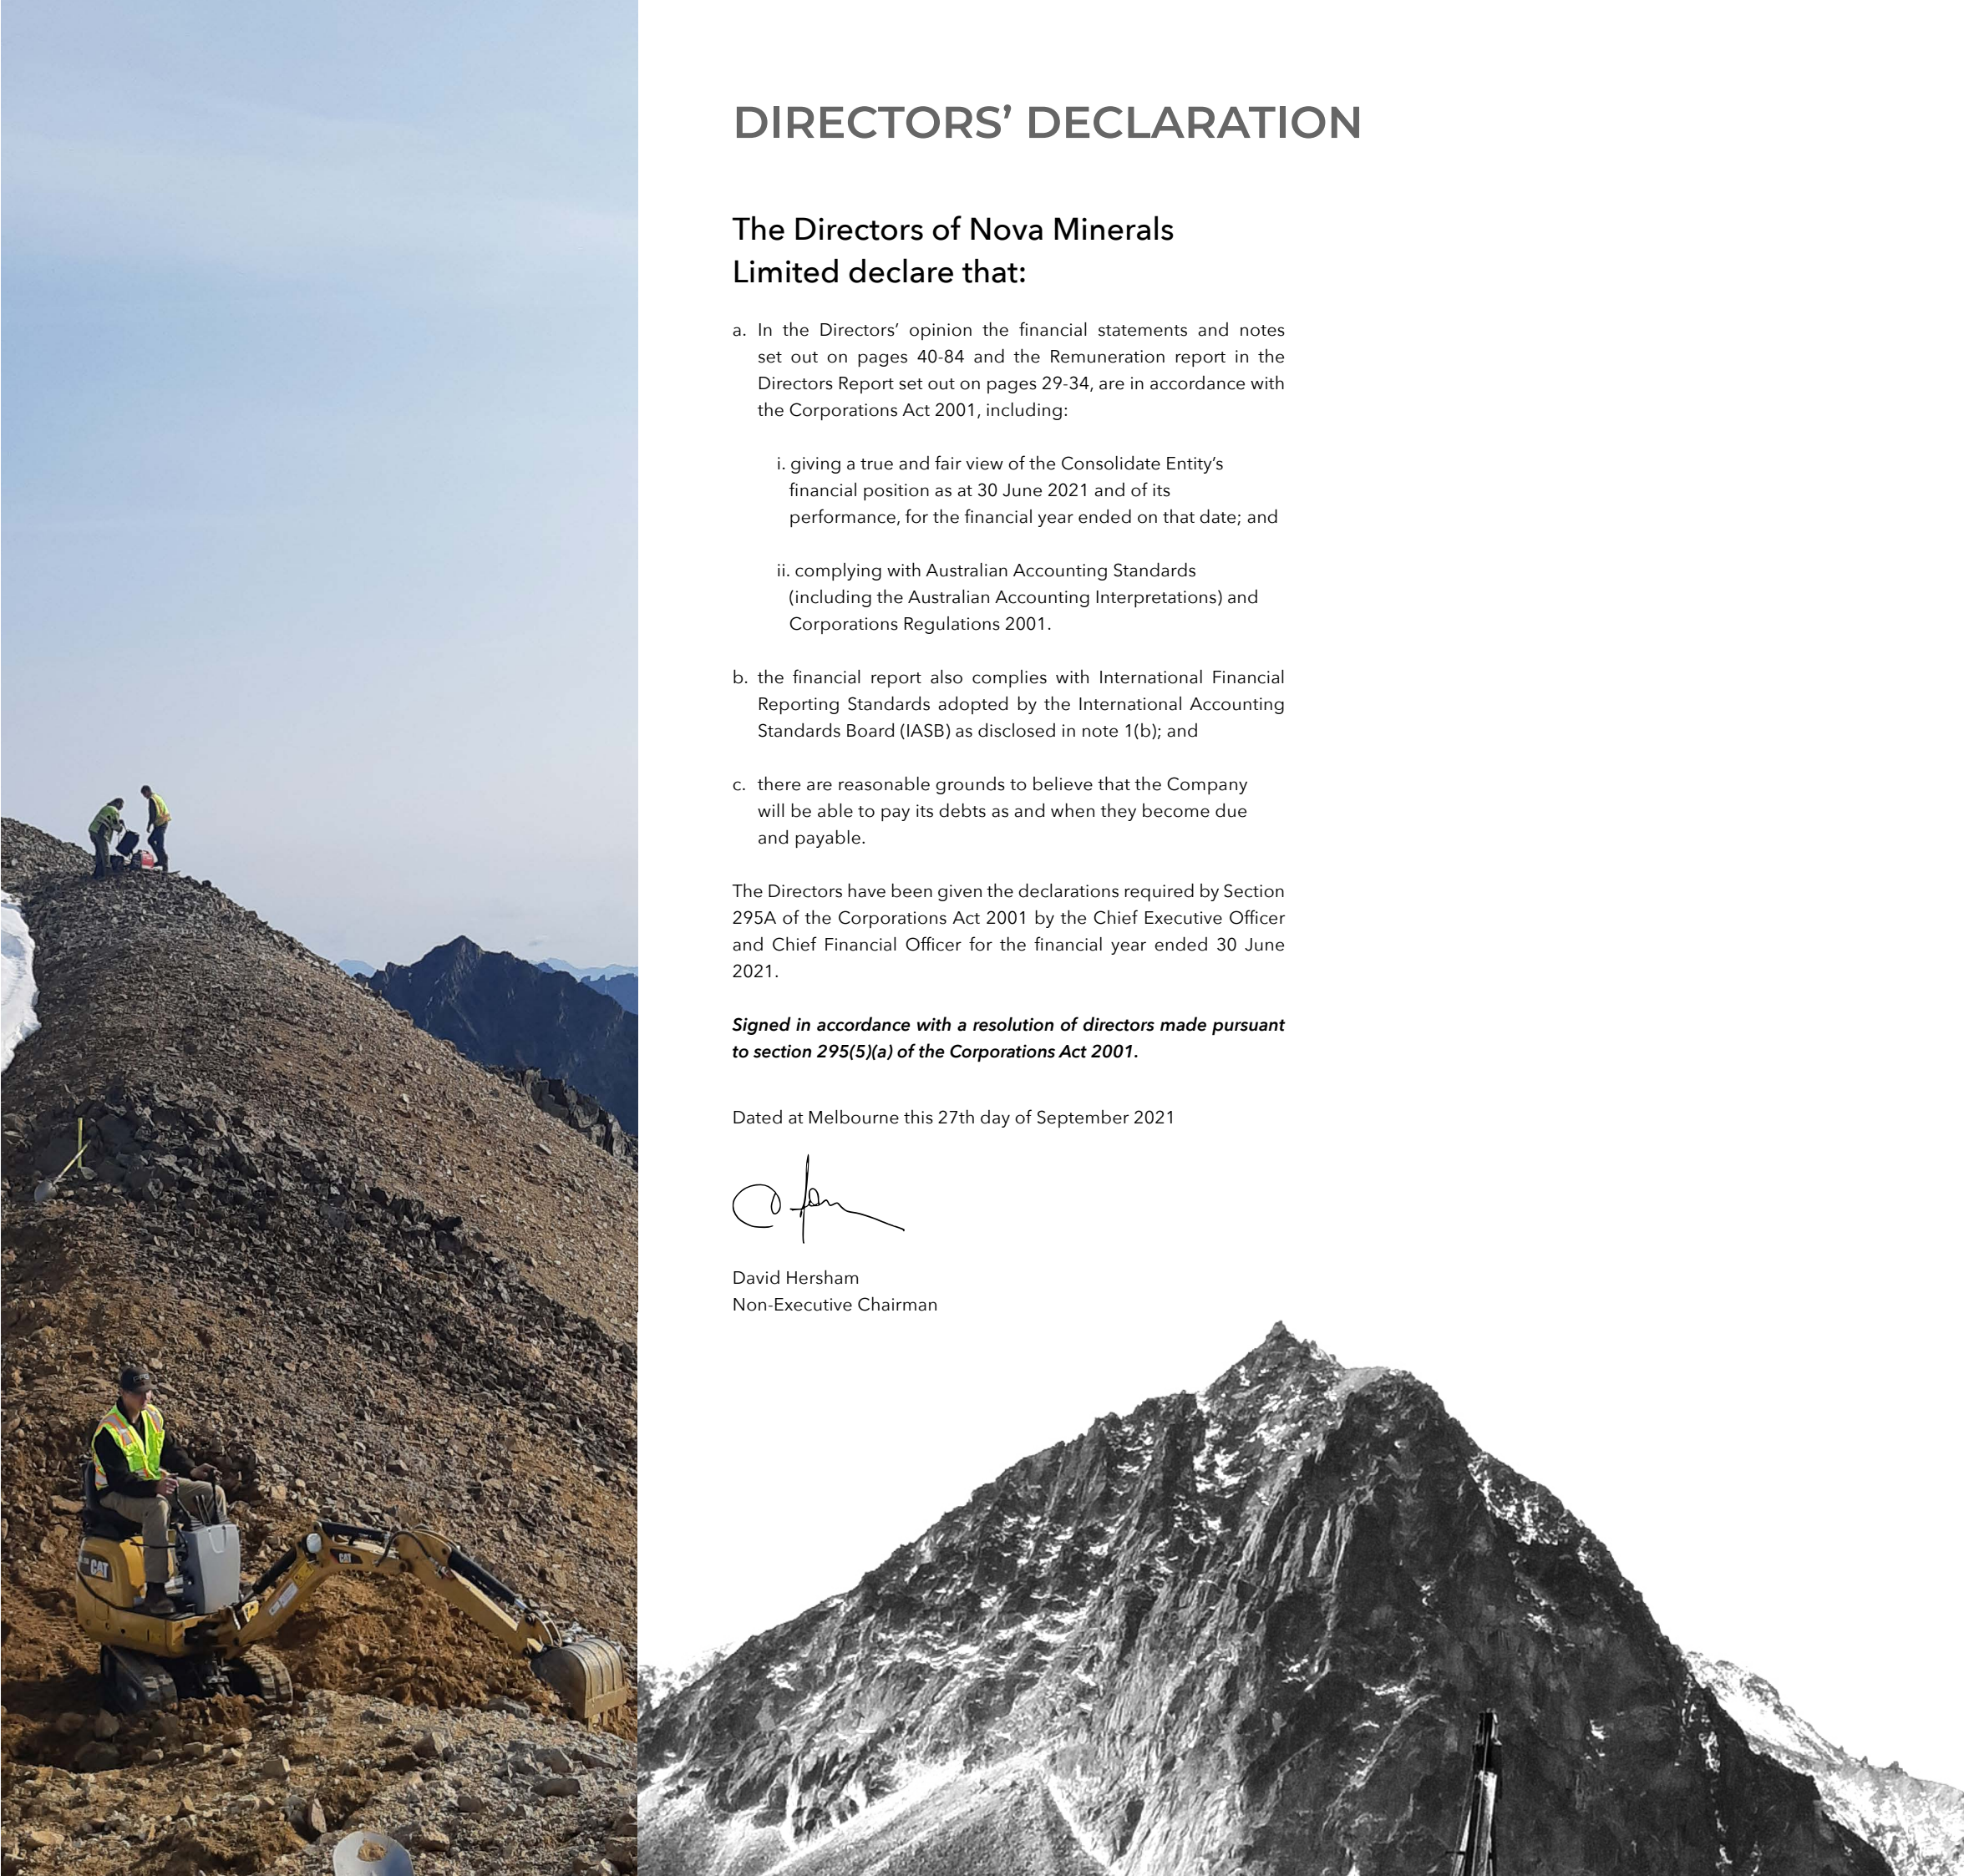 DIRECTORS’ DECLARATION
The Directors of Nova Minerals
Limited declare that:
a. In the Directors’ opinion the financial statements and notes
set out on pages 40-84 and the Remuneration report in the
Directors Report set out on pages 29-34, are in accordance with
the Corporations Act 2001, including:
i. giving a true and fair view of the Consolidate Entity’s
financial position as at 30 June 2021 and of its
performance, for the financial year ended on that date; and
ii. complying with Australian Accounting Standards
(including the Australian Accounting Interpretations) and
Corporations Regulations 2001.
b. the financial report also complies with International Financial
Reporting Standards adopted by the International Accounting
Standards Board (IASB) as disclosed in note 1(b); and
c. there are reasonable grounds to believe that the Company
will be able to pay its debts as and when they become due
and payable.
The Directors have been given the declarations required by Section
295A of the Corporations Act 2001 by the Chief Executive Officer
and Chief Financial Officer for the financial year ended 30 June
2021.
Signed in accordance with a resolution of directors made pursuant
to section 295(5)(a) of the Corporations Act 2001.
Dated at Melbourne this 27th day of September 2021
David Hersham
Non-Executive Chairman
CAT
CAT